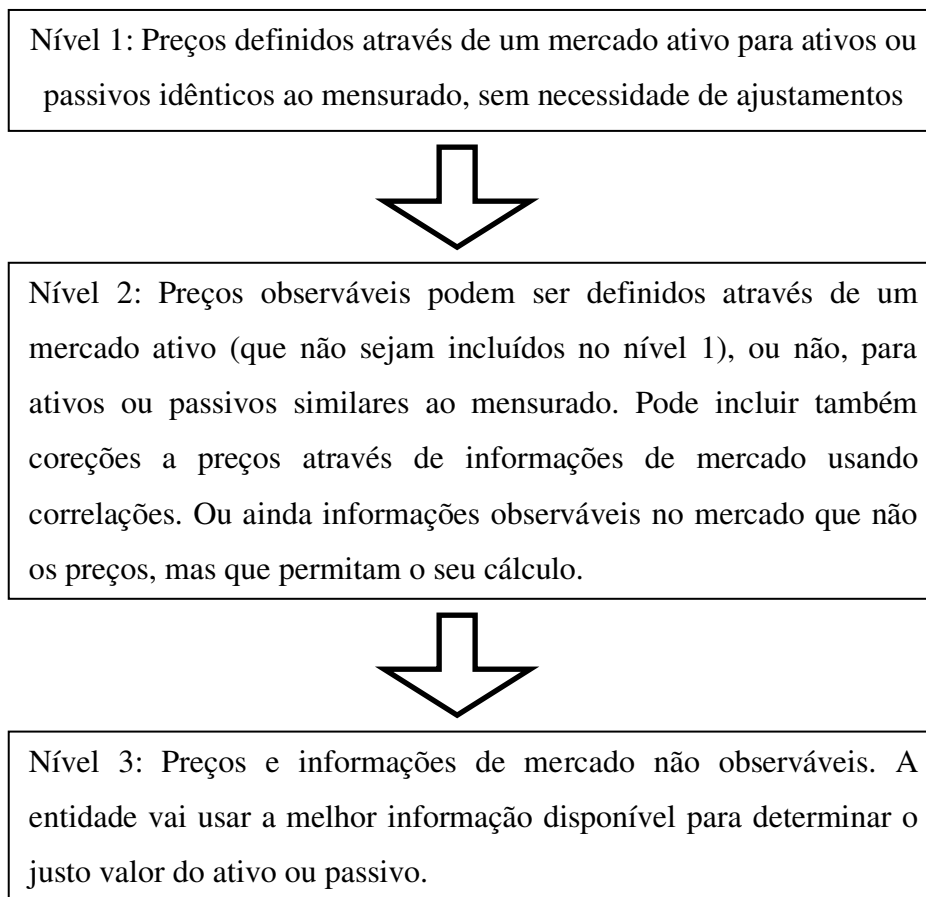 Nível 1: Preços definidos através de um mercado ativo para ativos ou
passivos idênticos ao mensurado, sem necessidade de ajustamentos
Nível 2: Preços observáveis podem ser definidos através de um
mercado ativo (que não sejam incluídos no nível 1), ou não, para
ativos ou passivos similares ao mensurado. Pode incluir também
coreções a preços através de informações de mercado usando
correlações. Ou ainda informações observáveis no mercado que não
os preços, mas que permitam o seu cálculo.
Nível 3: Preços e informações de mercado não observáveis. A
entidade vai usar a melhor informação disponível para determinar o
justo valor do ativo ou passivo.